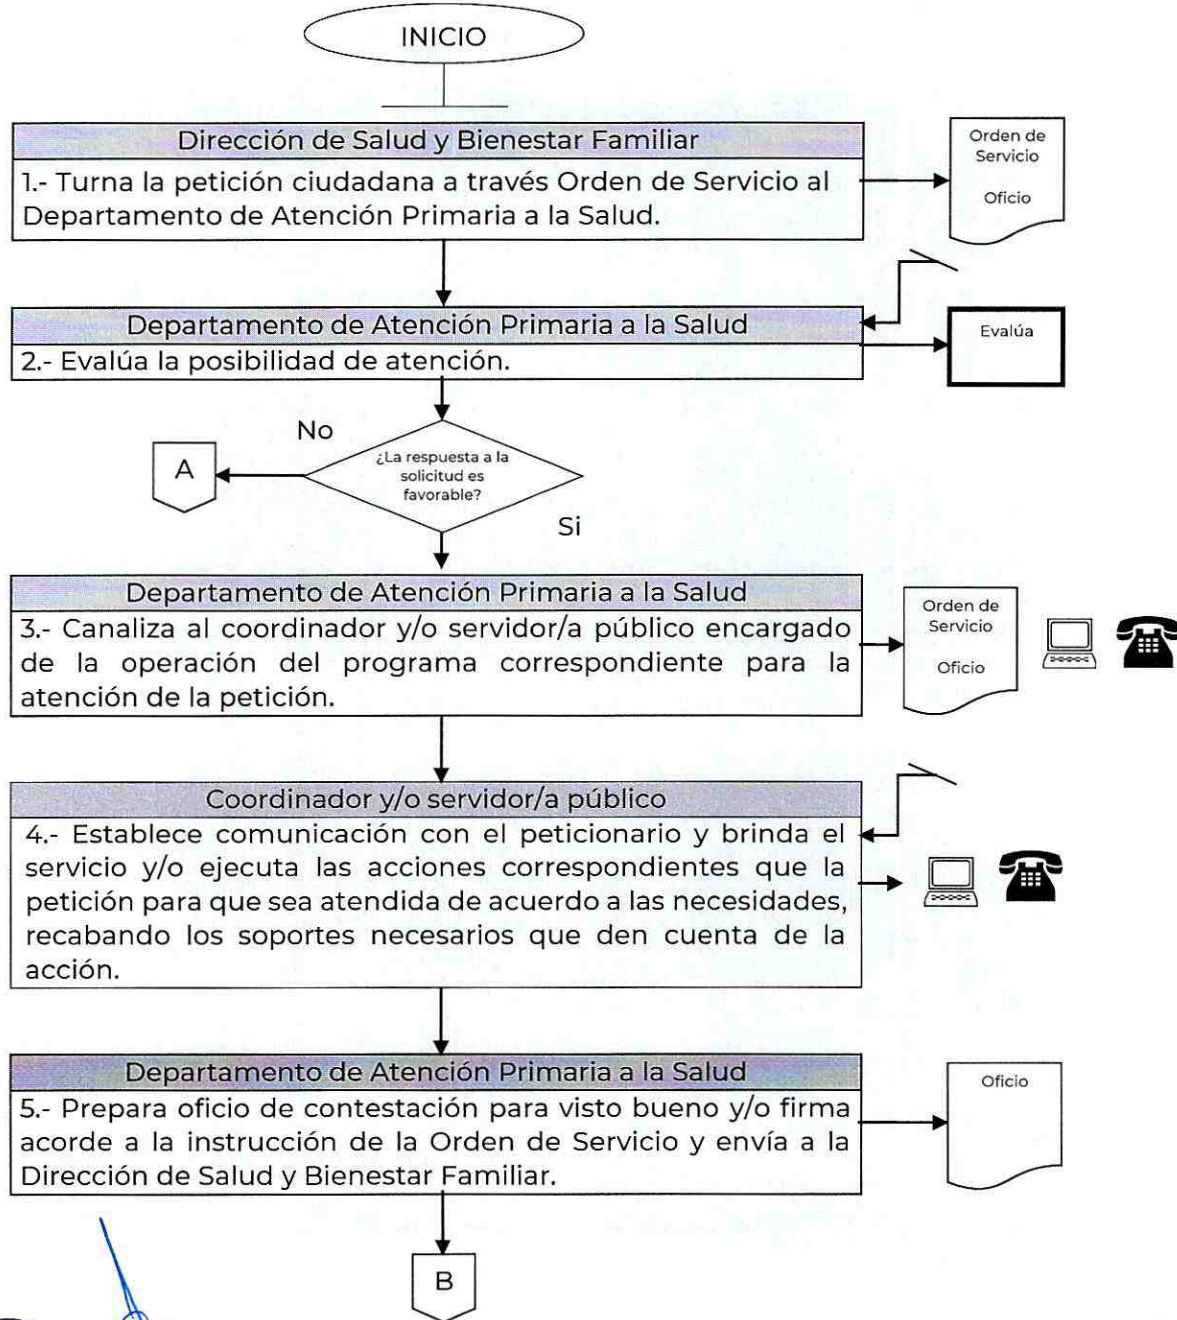 INICIO
Dirección de Salud y Bienestar Familiar
1.- Turna la petición ciudadana a través Orden de Servicio al
Departamento de Atención Primaria a la Salud.
Orden de
Servicio
Oficio
Departamento de Atención Primaria a la Salud
2.- Evalúa la posibilidad de atención.
Evalúa
No
A
¿La respuesta a la
solicitud es
favorable?
Si
Departamento de Atención Primaria a la Salud
3.- Canaliza al coordinador y/o servidor/a público encargado
de la operación del programa correspondiente para la
atención de la petición.
Orden de
Servicio
Oficio
Coordinador y/o servidor/a público
4.- Establece comunicación con el peticionario y brinda el
servicio y/o ejecuta las acciones correspondientes que la
petición para que sea atendida de acuerdo a las necesidades,
recabando los soportes necesarios que den cuenta de la
acción.
Departamento de Atención Primaria a la Salud
5.- Prepara oficio de contestación para visto bueno y/o firma
acorde a la instrucción de la Orden de Servicio y envía a la
Dirección de Salud y Bienestar Familiar.
Oficio
B